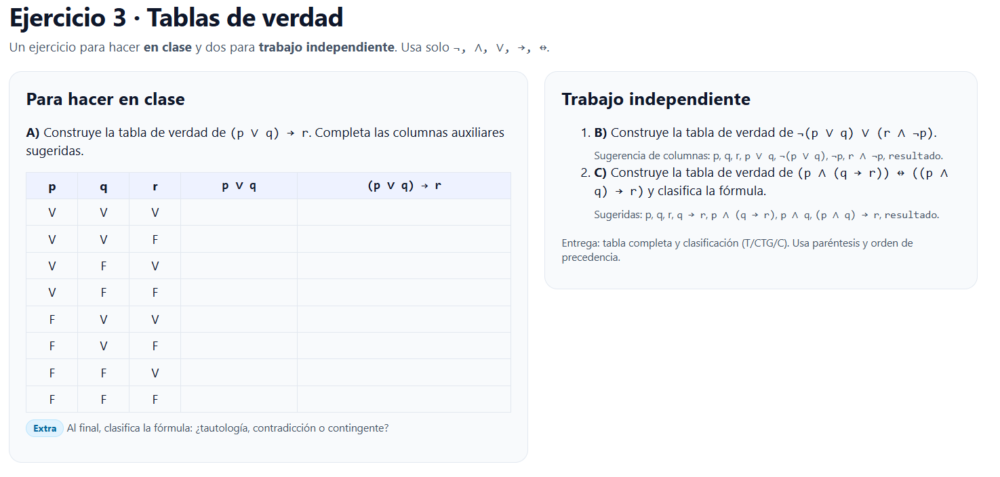 Ejercicio 3 · Tablas de verdad
Un ejercicio para hacer en clase y dos para trabajo independiente. Usa solo ¬, ∧, ∨, →, ↔.
Para hacer en clase
A) Construye la tabla de verdad de (p ∨ q) → r. Completa las columnas auxiliares
sugeridas.
p q r p ∨ q (p ∨ q) → r
V V V
V V F
V F V
V F F
F V V
F V F
F F V
F F F
Extra Al final, clasifica la fórmula: ¿tautología, contradicción o contingente?
Trabajo independiente
1. B) Construye la tabla de verdad de ¬(p ∨ q) ∨ (r ∧ ¬p).
Sugerencia de columnas: p, q, r, p ∨ q, ¬(p ∨ q), ¬p, r ∧ ¬p, resultado.
2. C) Construye la tabla de verdad de (p ∧ (q → r)) ↔ ((p ∧
q) → r) y clasifica la fórmula.
Sugeridas: p, q, r, q → r, p ∧ (q → r), p ∧ q, (p ∧ q) → r, resultado.
Entrega: tabla completa y clasificación (T/CTG/C). Usa paréntesis y orden de
precedencia.